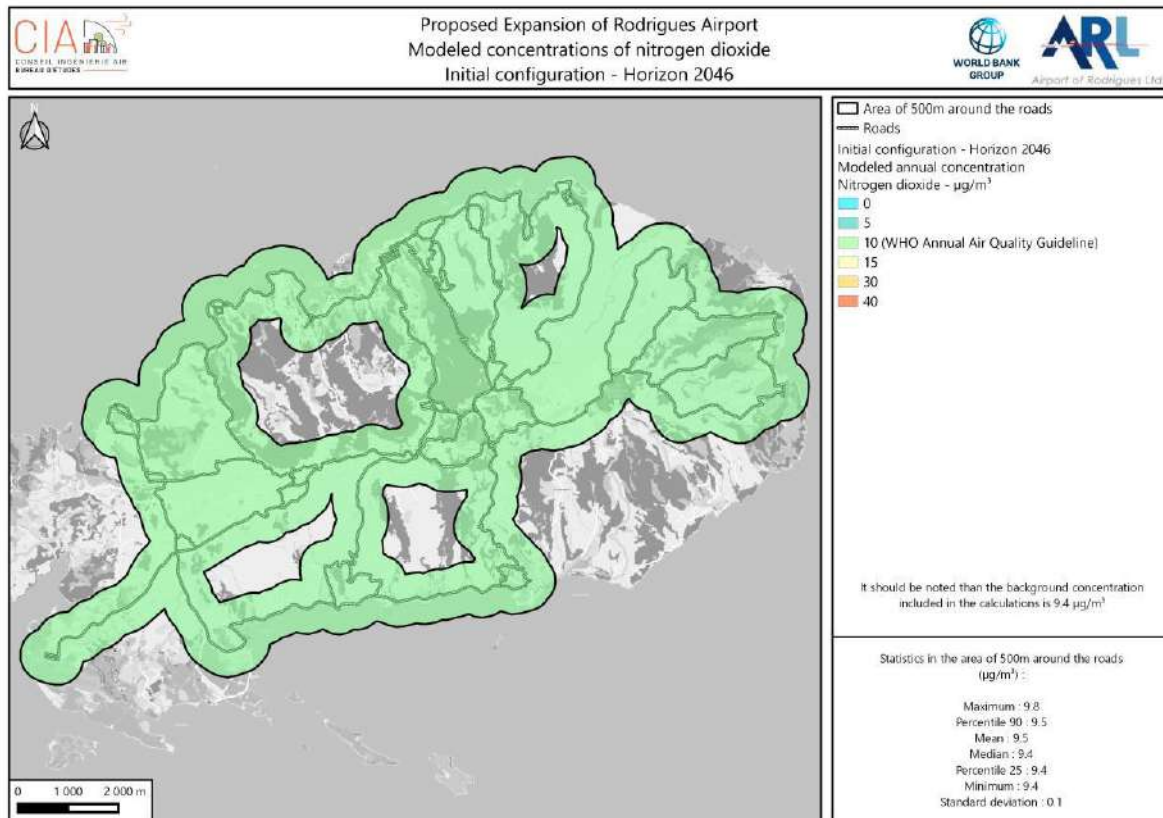 CIA
CONSEIL INGENIERIE AIR
BUREAU D'ETUDES
Proposed Expansion of Rodrigues Airport
Modeled concentrations of nitrogen dioxide
Initial configuration - Horizon 2046
WORLD BANK
GROUP
ARL
Airport of Rodrigues Ltd
N
Area of 500m around the roads
Roads
Initial configuration - Horizon 2046
Modeled annual concentration
Nitrogen dioxide - µg/m³
0
5
10 (WHO Annual Air Quality Guideline)
15
30
40
It should be noted than the background concentration
included in the calculations is 9.4 µg/m³
Statistics in the area of 500m around the roads
(µg/m³) :
Maximum : 9.8
Percentile 90 : 9.5
Mean : 9.5
Median : 9.4
Percentile 25 : 9.4
Minimum : 9.4
Standard deviation : 0.1
0 1 000 2 000 m